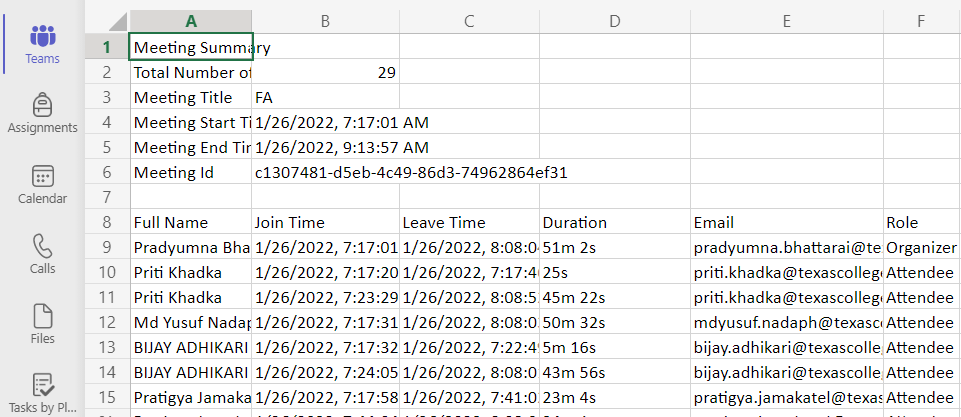 Teams
Assignments
Calendar
Calls
Files
Tasks by Pl...
A B C D E F
1 Meeting Summary
2 Total Number of 29
3 Meeting Title FA
4 Meeting Start Ti 1/26/2022, 7:17:01 AM
5 Meeting End Tim 1/26/2022, 9:13:57 AM
6 Meeting Id c1307481-d5eb-4c49-86d3-74962864ef31
7
8 Full Name Join Time Leave Time Duration Email Role
9 Pradyumna Bha 1/26/2022, 7:17:01 1/26/2022, 8:08:04 51m 2s pradyumna.bhattarai@te Organizer
10 Priti Khadka 1/26/2022, 7:17:20 1/26/2022, 7:17:4 25s priti.khadka@texascolleg Attendee
11 Priti Khadka 1/26/2022, 7:23:29 1/26/2022, 8:08:5 45m 22s priti.khadka@texascolleg Attendee
12 Md Yusuf Nadap 1/26/2022, 7:17:31 1/26/2022, 8:08:0 50m 32s mdyusuf.nadaph@texasc Attendee
13 BIJAY ADHIKARI 1/26/2022, 7:17:32 1/26/2022, 7:22:4 5m 16s bijay.adhikari@texascolle Attendee
14 BIJAY ADHIKARI 1/26/2022, 7:24:05 1/26/2022, 8:08:0 43m 56s bijay.adhikari@texascolle Attendee
15 Pratigya Jamaka 1/26/2022, 7:17:58 1/26/2022, 7:41:0 23m 4s pratigya.jamakatel@texas Attendee